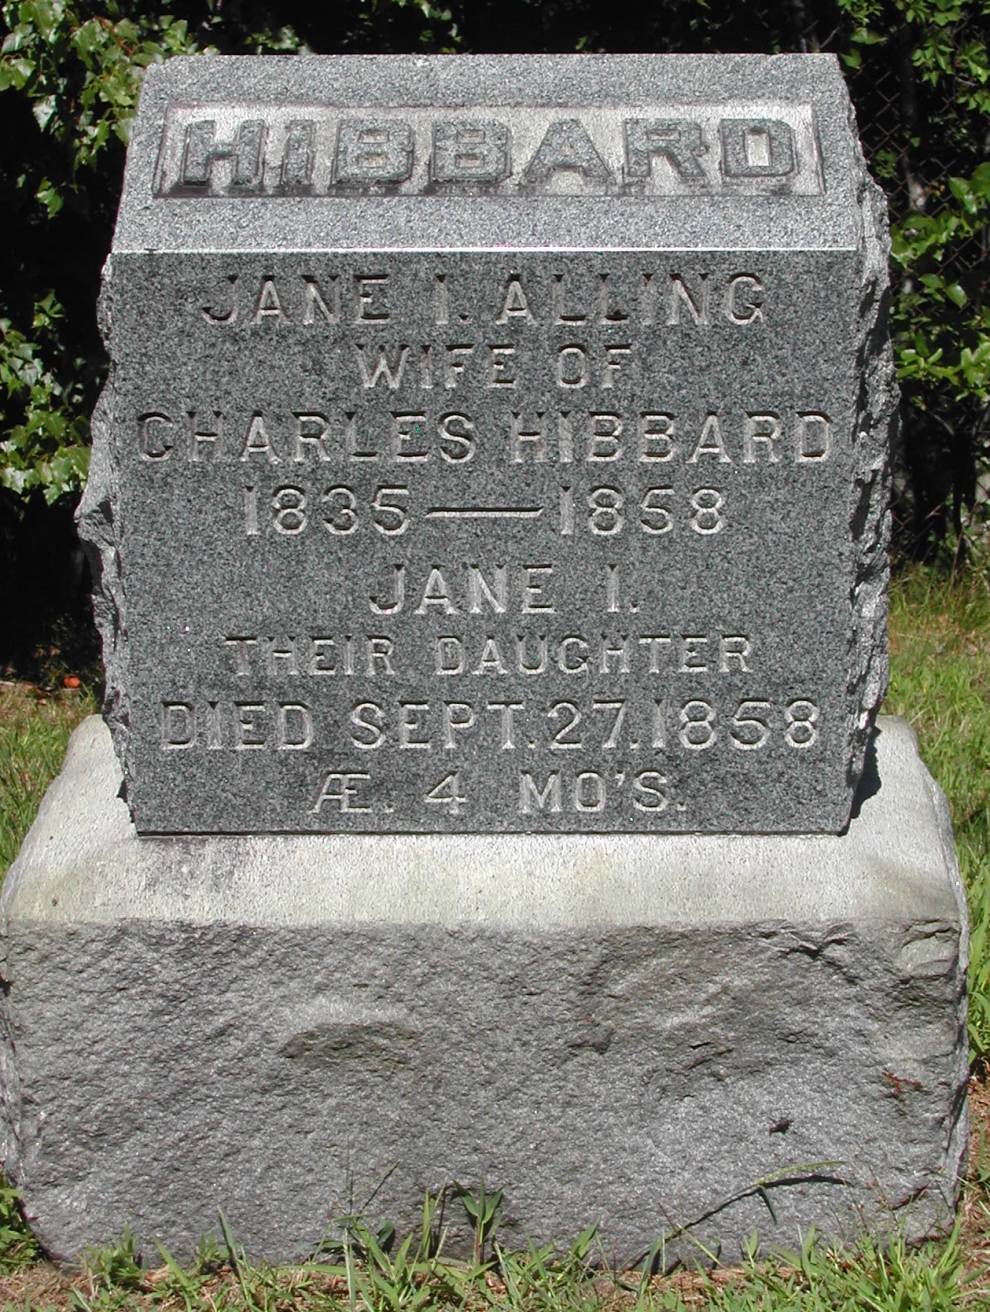 HIBBARD
JANE I. ALLING
WIFE OF
CHARLES HIBBARD
1835 — 1858
JANE I.
THEIR DAUGHTER
DIED SEPT. 27. 1858
Æ. 4 MO'S.